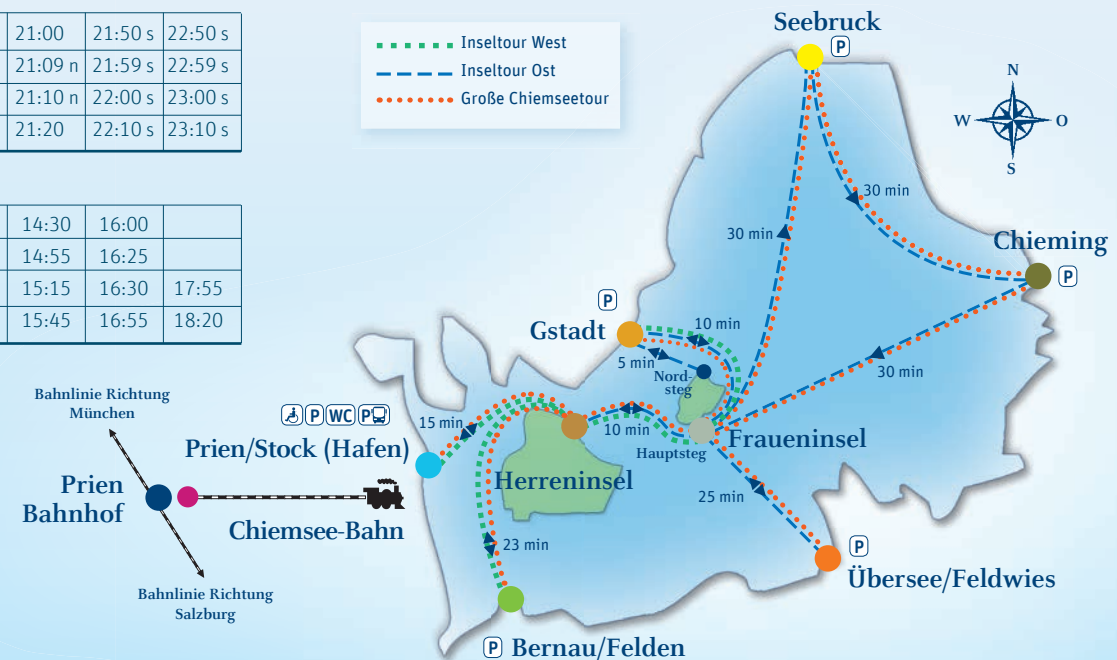 21:00 21:50 s 22:50 s
21:09 n 21:59 s 22:59 s
21:10 n 22:00 s 23:00 s
21:20 22:10 s 23:10 s
14:30 16:00
14:55 16:25
15:15 16:30 17:55
15:45 16:55 18:20
Inseltour West
Inseltour Ost
Große Chiemseetour
Seebruck
P
N
W O
S
30 min
30 min
Chieming
P
P
Gstadt
10 min
5 min
Nord-
steg
30 min
Bahnlinie Richtung
München
P WC P
Prien/Stock (Hafen)
15 min
10 min
Hauptsteg
Fraueninsel
Herreninsel
Prien
Bahnhof
Chiemsee-Bahn
25 min
23 min
P
Übersee/Feldwies
Bahnlinie Richtung
Salzburg
P Bernau/Felden